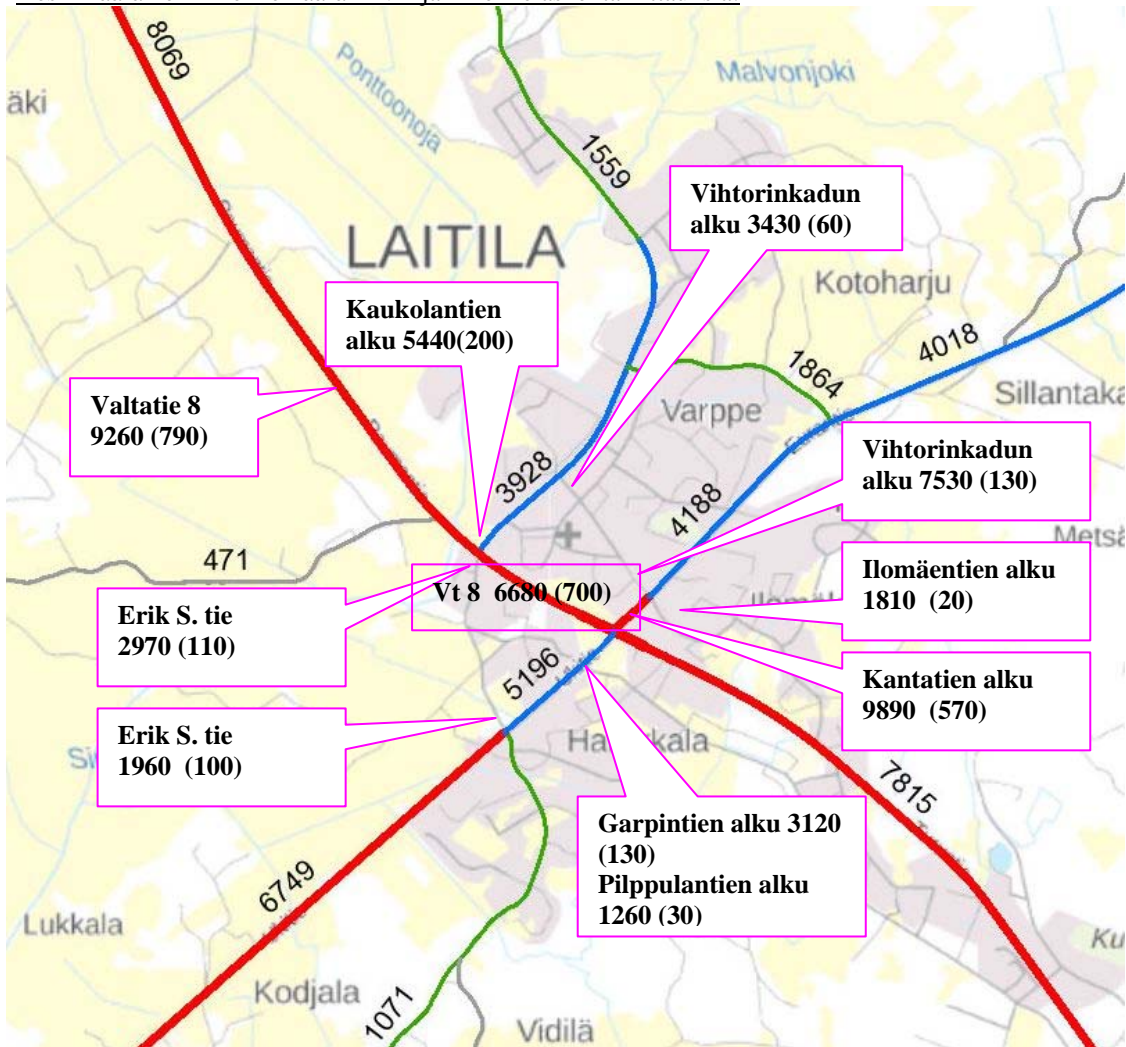 8069
Ponttoonoja
Malvonjoki
äki
1559
Vihtorinkadun
alku 3430 (60)
LAITILA
Kotoharju
Kaukolantien
alku 5440(200)
4018
1864
Sillantaka
Valtatie 8
9260 (790)
Varppe
Vihtorinkadun
alku 7530 (130)
3928
4188
Metsä
471
Vt 8 6680 (700)
Ilomäentien alku
1810 (20)
Erik S. tie
2970 (110)
5196
Kantatien alku
9890 (570)
Erik S. tie
1960 (100)
7815
Garpintien alku 3120
(130)
Pilppulantien alku
1260 (30)
6749
Lukkala
Ku
Kodjala
1071
Vidilä